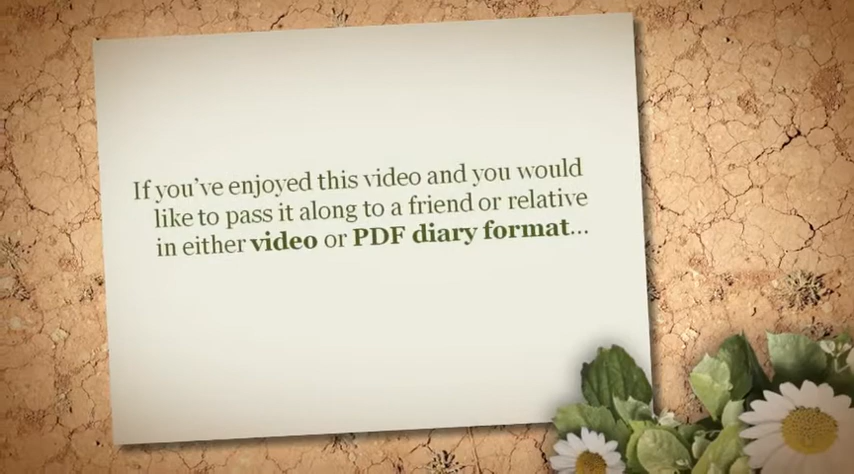 If you've enjoyed this video and you would
like to pass it along to a friend or relative
in either video or PDF diary format...